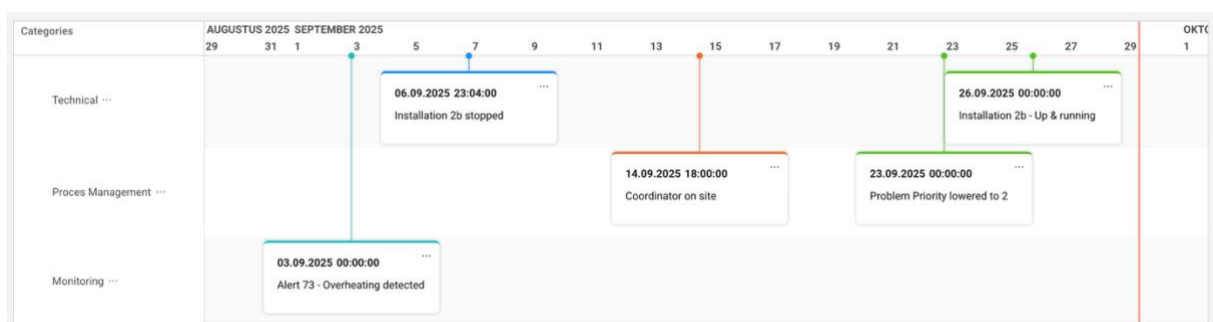 Categories
AUGUSTUS 2025 SEPTEMBER 2025 OKTO
29 31 1 3 5 7 9 11 13 15 17 19 21 23 25 27 29 1
Technical ...
06.09.2025 23:04:00 ...
Installation 2b stopped
26.09.2025 00:00:00 ...
Installation 2b - Up & running
Proces Management ...
14.09.2025 18:00:00 ...
Coordinator on site
23.09.2025 00:00:00 ...
Problem Priority lowered to 2
Monitoring ...
03.09.2025 00:00:00 ...
Alert 73 - Overheating detected